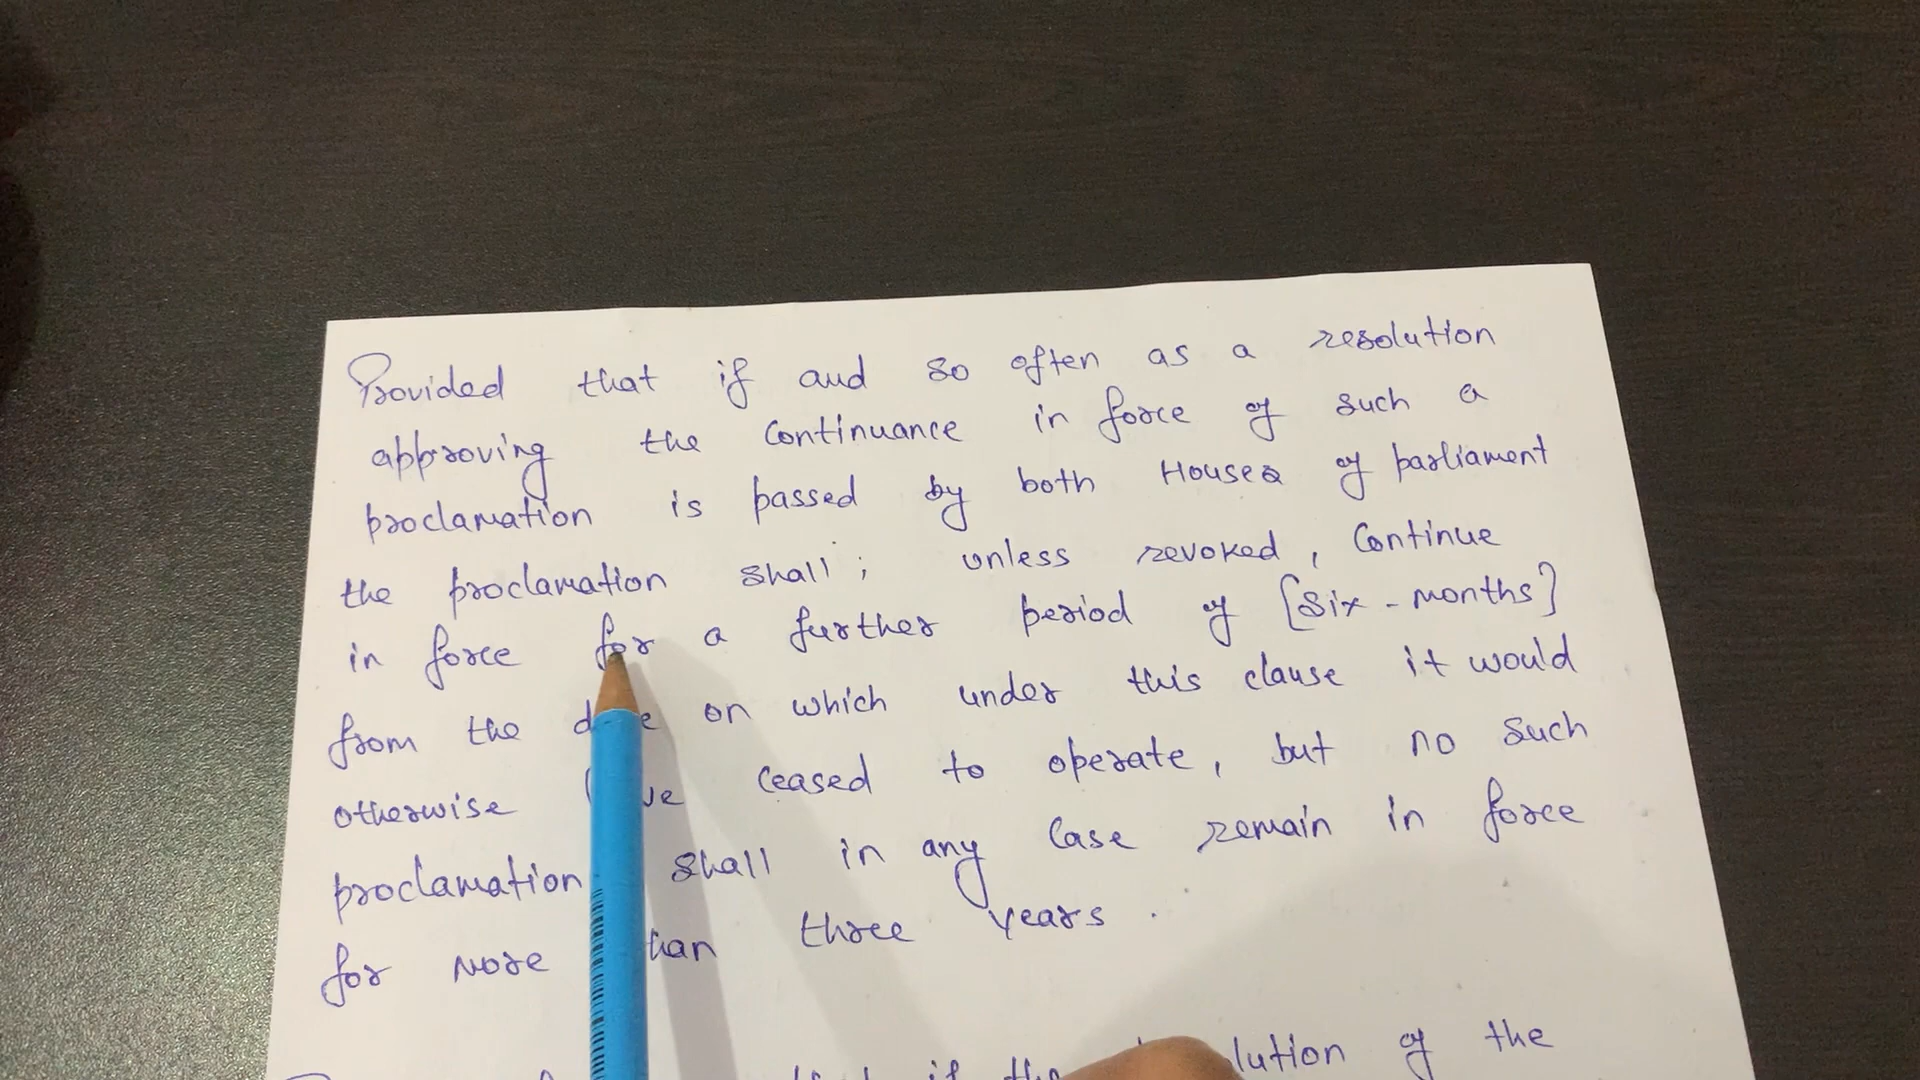 Provided that if and so often as a resolution
approving the continuance in force of such a
proclamation is passed by both Houses of parliament
the proclamation shall; unless revoked, continue
in force for a further period of [Six-months]
from the on which under this clause it would
otherwise ceased to operate, but no such
proclamation shall in any case remain in force
for more three years.
if of the